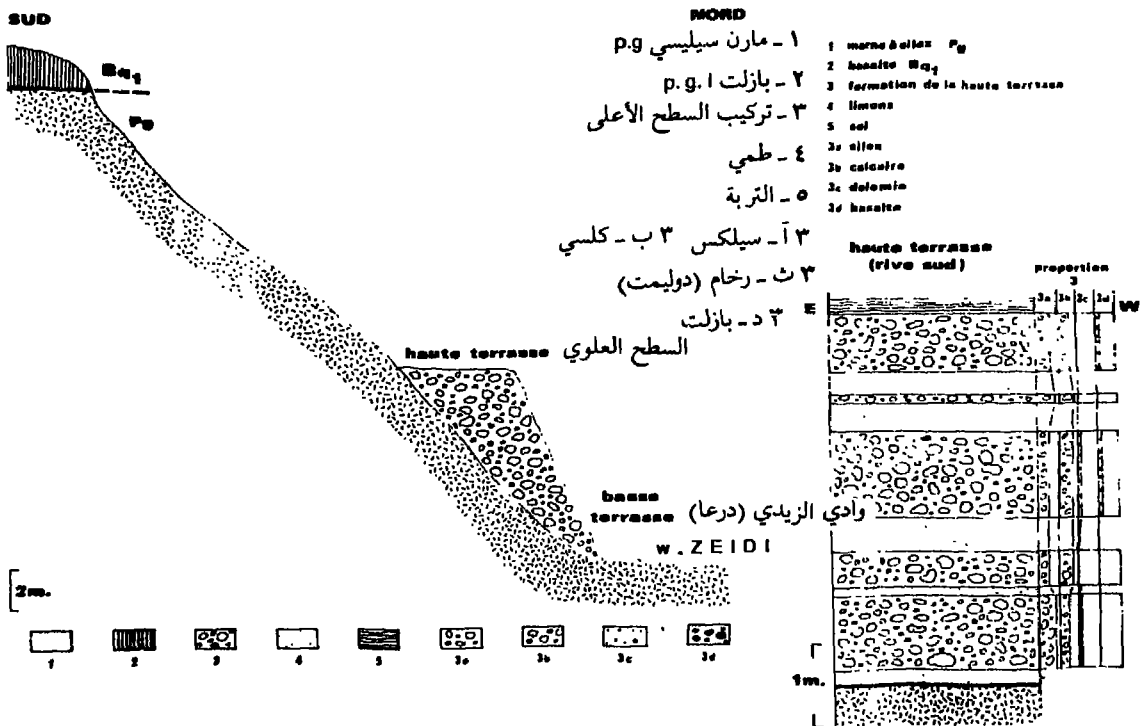 SUD
Bq1
Pg
NORD
١ - مارن سيليسي p.g
٢ - بازلت p. g. I
٣ - تركيب السطح الأعلى
٤ - طمي
٥ - التربة
٣ آ - سيلكس ٣ ب - كلسي
٣ ث - رخام (دوليمت)
٣ د - بازلت
1 marne à silex Pg
2 basalte Bq1
3 formation de la haute terrasse
4 limons
5 sol
3a silex
3b calcaire
3c dolomie
3d basalte
haute terrasse
(rive sud)
proportion
3
3a 3b 3c 3d
E W
haute terrasse السطح العلوي
basse
terrasse وادي الزيدي (درعا)
w. ZEIDI
2m.
1m.
1 2 3 4 5 3a 3b 3c 3d